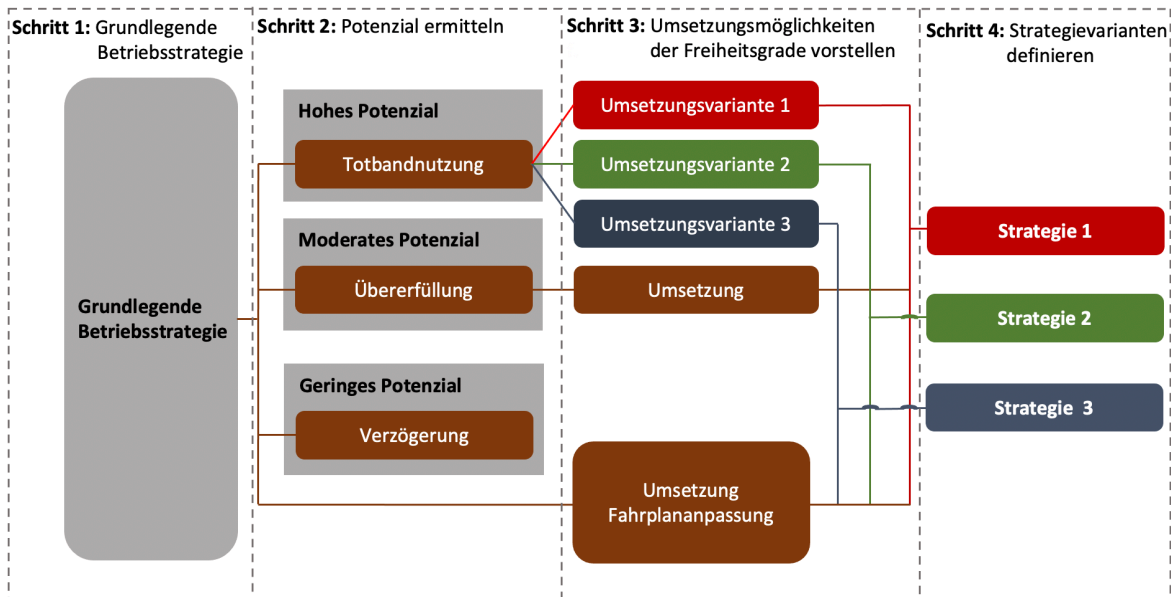 Schritt 1: Grundlegende
Betriebsstrategie
Schritt 2: Potenzial ermitteln
Schritt 3: Umsetzungsmöglichkeiten
der Freiheitsgrade vorstellen
Schritt 4: Strategievarianten
definieren
Grundlegende
Betriebsstrategie
Hohes Potenzial
Totbandnutzung
Moderates Potenzial
Übererfüllung
Geringes Potenzial
Verzögerung
Umsetzungsvariante 1
Umsetzungsvariante 2
Umsetzungsvariante 3
Umsetzung
Umsetzung
Fahrplananpassung
Strategie 1
Strategie 2
Strategie 3